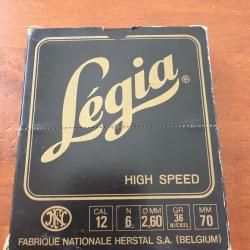 Légia®
HIGH SPEED
CAL N Ø MM GR MM
12 6 2,60 36 70
NICKEL
FABRIQUE NATIONALE HERSTAL S.A. (BELGIUM)